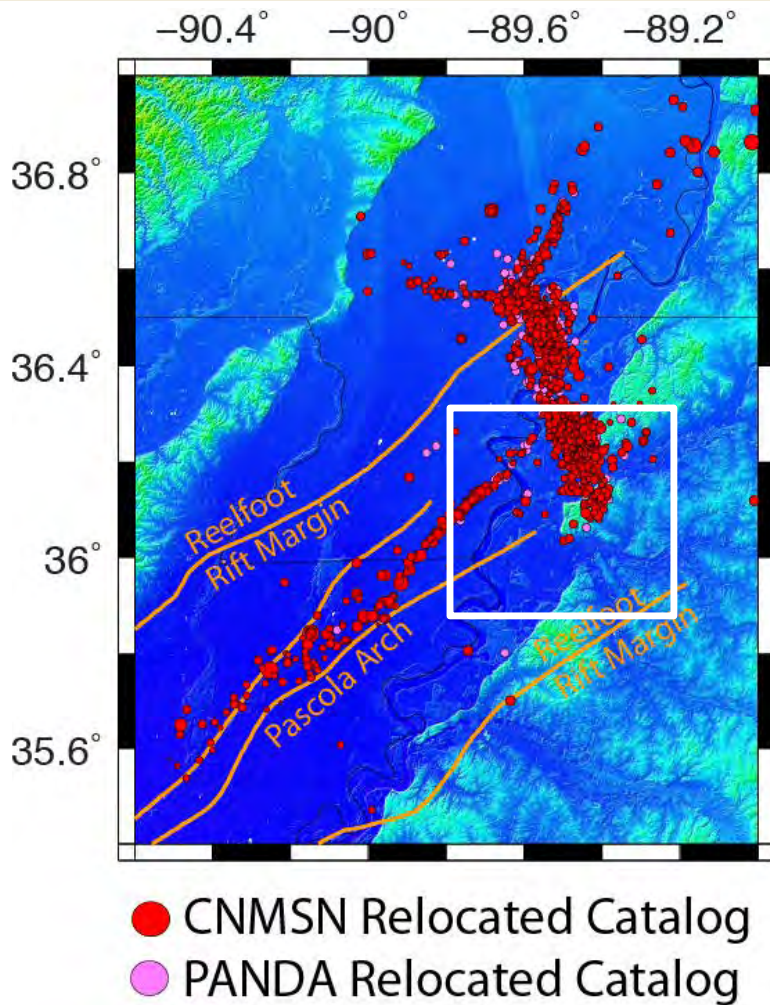 −90.4° −90° −89.6° −89.2°
36.8°
36.4°
36°
35.6°
Reelfoot
Rift Margin
Pascola Arch
Reelfoot
Rift Margin
CNMSN Relocated Catalog
PANDA Relocated Catalog